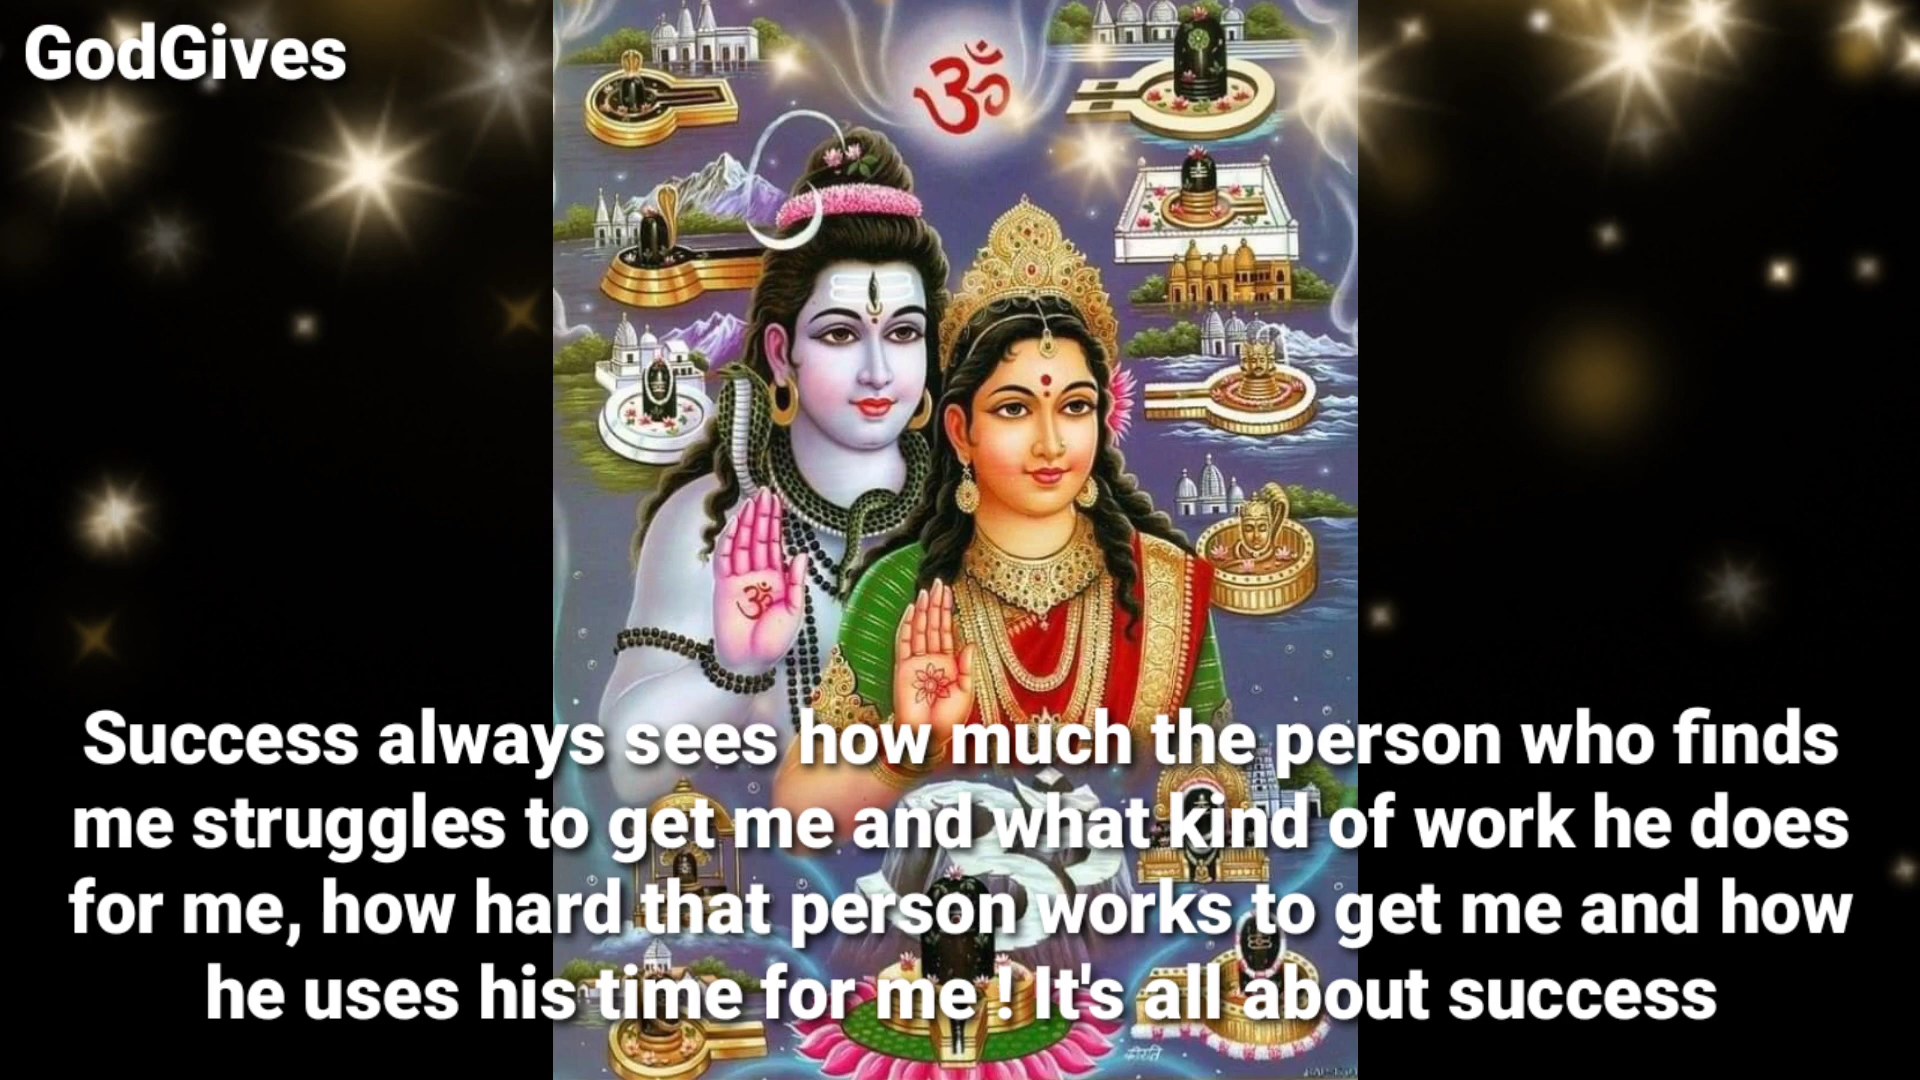 GodGives
ॐ
ॐ
Success always sees how much the person who finds
me struggles to get me and what kind of work he does
for me, how hard that person works to get me and how
he uses his time for me ! It's all about success